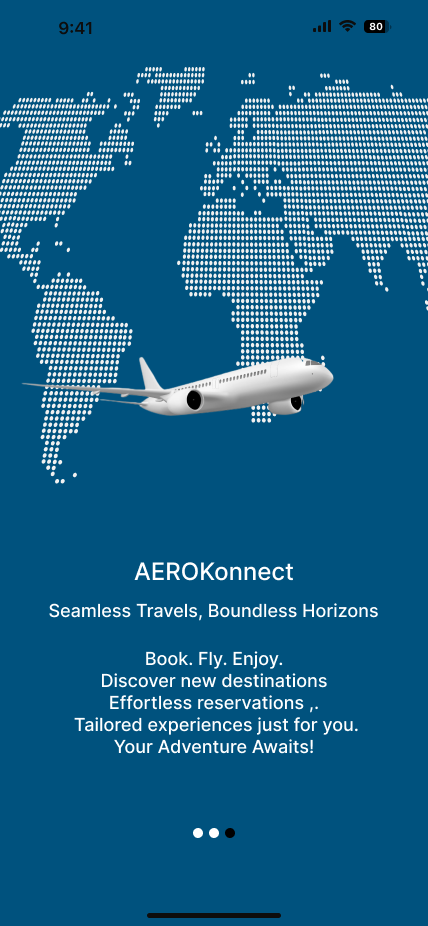 9:41
80
AEROKonnect
Seamless Travels, Boundless Horizons
Book. Fly. Enjoy.
Discover new destinations
Effortless reservations ,.
Tailored experiences just for you.
Your Adventure Awaits!